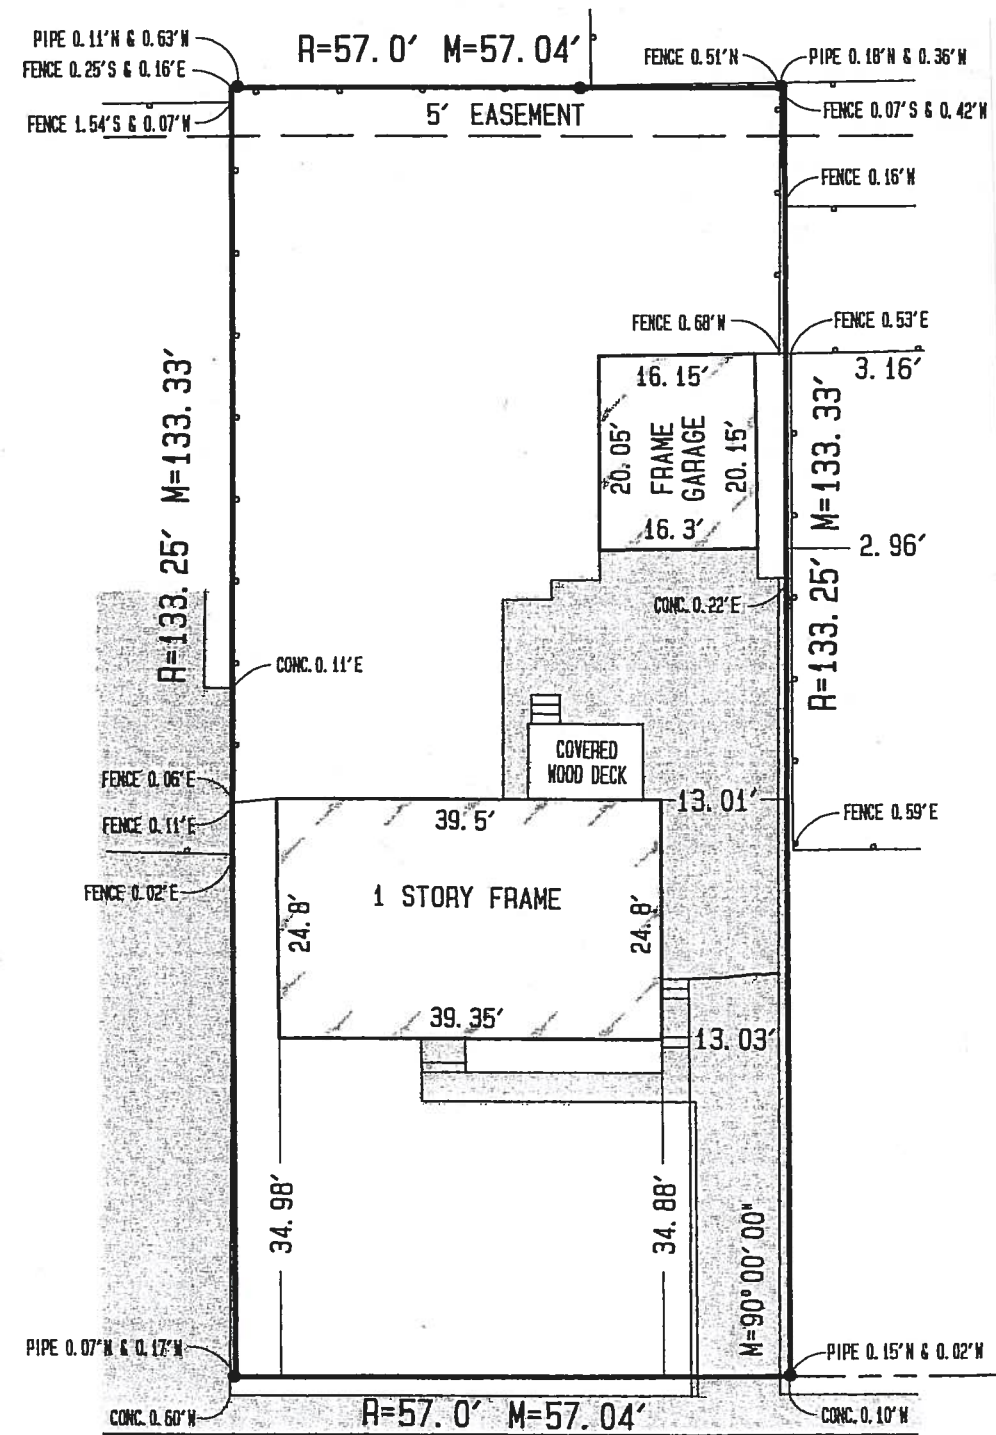 PIPE 0.11'N & 0.63'W
R=57.0' M=57.04'
FENCE 0.51'N
PIPE 0.18'N & 0.36'W
FENCE 0.25'S & 0.16'E
FENCE 1.54'S & 0.07'W
5' EASEMENT
FENCE 0.07'S & 0.42'W
FENCE 0.16'W
FENCE 0.68'W
FENCE 0.53'E
3.16'
16.15'
20.05'
FRAME
GARAGE
20.15'
16.3'
R=133.25' M=133.33'
R=133.25' M=133.33'
2.96'
CONC. 0.22'E
CONC. 0.11'E
COVERED
WOOD DECK
FENCE 0.06'E
FENCE 0.11'E
39.5'
13.01'
FENCE 0.59'E
FENCE 0.02'E
24.8'
1 STORY FRAME
24.8'
39.35'
13.03'
34.98'
34.88'
M=90°00'00"
PIPE 0.07'N & 0.17'W
PIPE 0.15'N & 0.02'W
CONC. 0.60'W
R=57.0' M=57.04'
CONC. 0.10'W